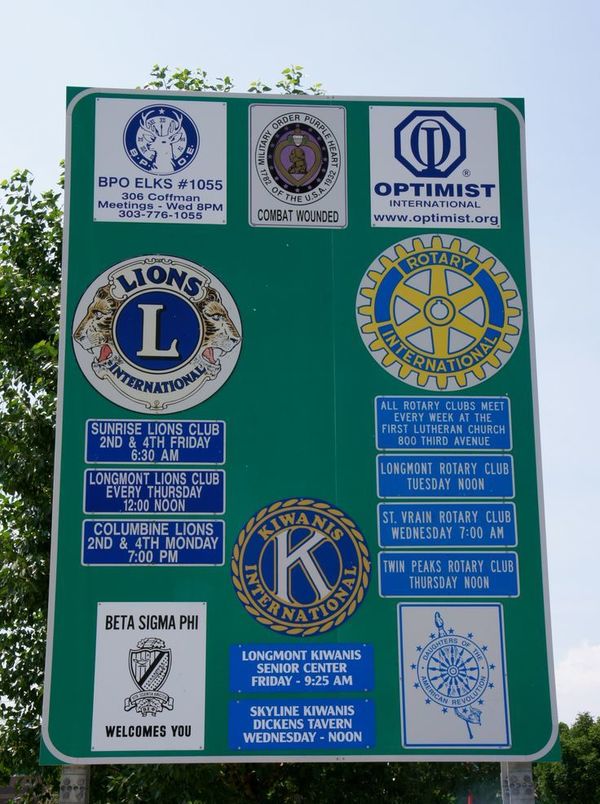 B.P.O.E.
BPO ELKS #1055
306 Coffman
Meetings - Wed 8PM
303-776-1055
MILITARY ORDER PURPLE HEART
1782 OF THE U.S.A. 1932
COMBAT WOUNDED
OI
®
OPTIMIST
INTERNATIONAL
www.optimist.org
LIONS
L
INTERNATIONAL
SUNRISE LIONS CLUB
2ND & 4TH FRIDAY
6:30 AM
LONGMONT LIONS CLUB
EVERY THURSDAY
12:00 NOON
COLUMBINE LIONS
2ND & 4TH MONDAY
7:00 PM
ROTARY
INTERNATIONAL
ALL ROTARY CLUBS MEET
EVERY WEEK AT THE
FIRST LUTHERAN CHURCH
800 THIRD AVENUE
LONGMONT ROTARY CLUB
TUESDAY NOON
ST. VRAIN ROTARY CLUB
WEDNESDAY 7:00 AM
TWIN PEAKS ROTARY CLUB
THURSDAY NOON
KIWANIS
K
INTERNATIONAL
LONGMONT KIWANIS
SENIOR CENTER
FRIDAY - 9:25 AM
SKYLINE KIWANIS
DICKENS TAVERN
WEDNESDAY - NOON
BETA SIGMA PHI
WELCOMES YOU
DAUGHTERS OF THE
AMERICAN REVOLUTION